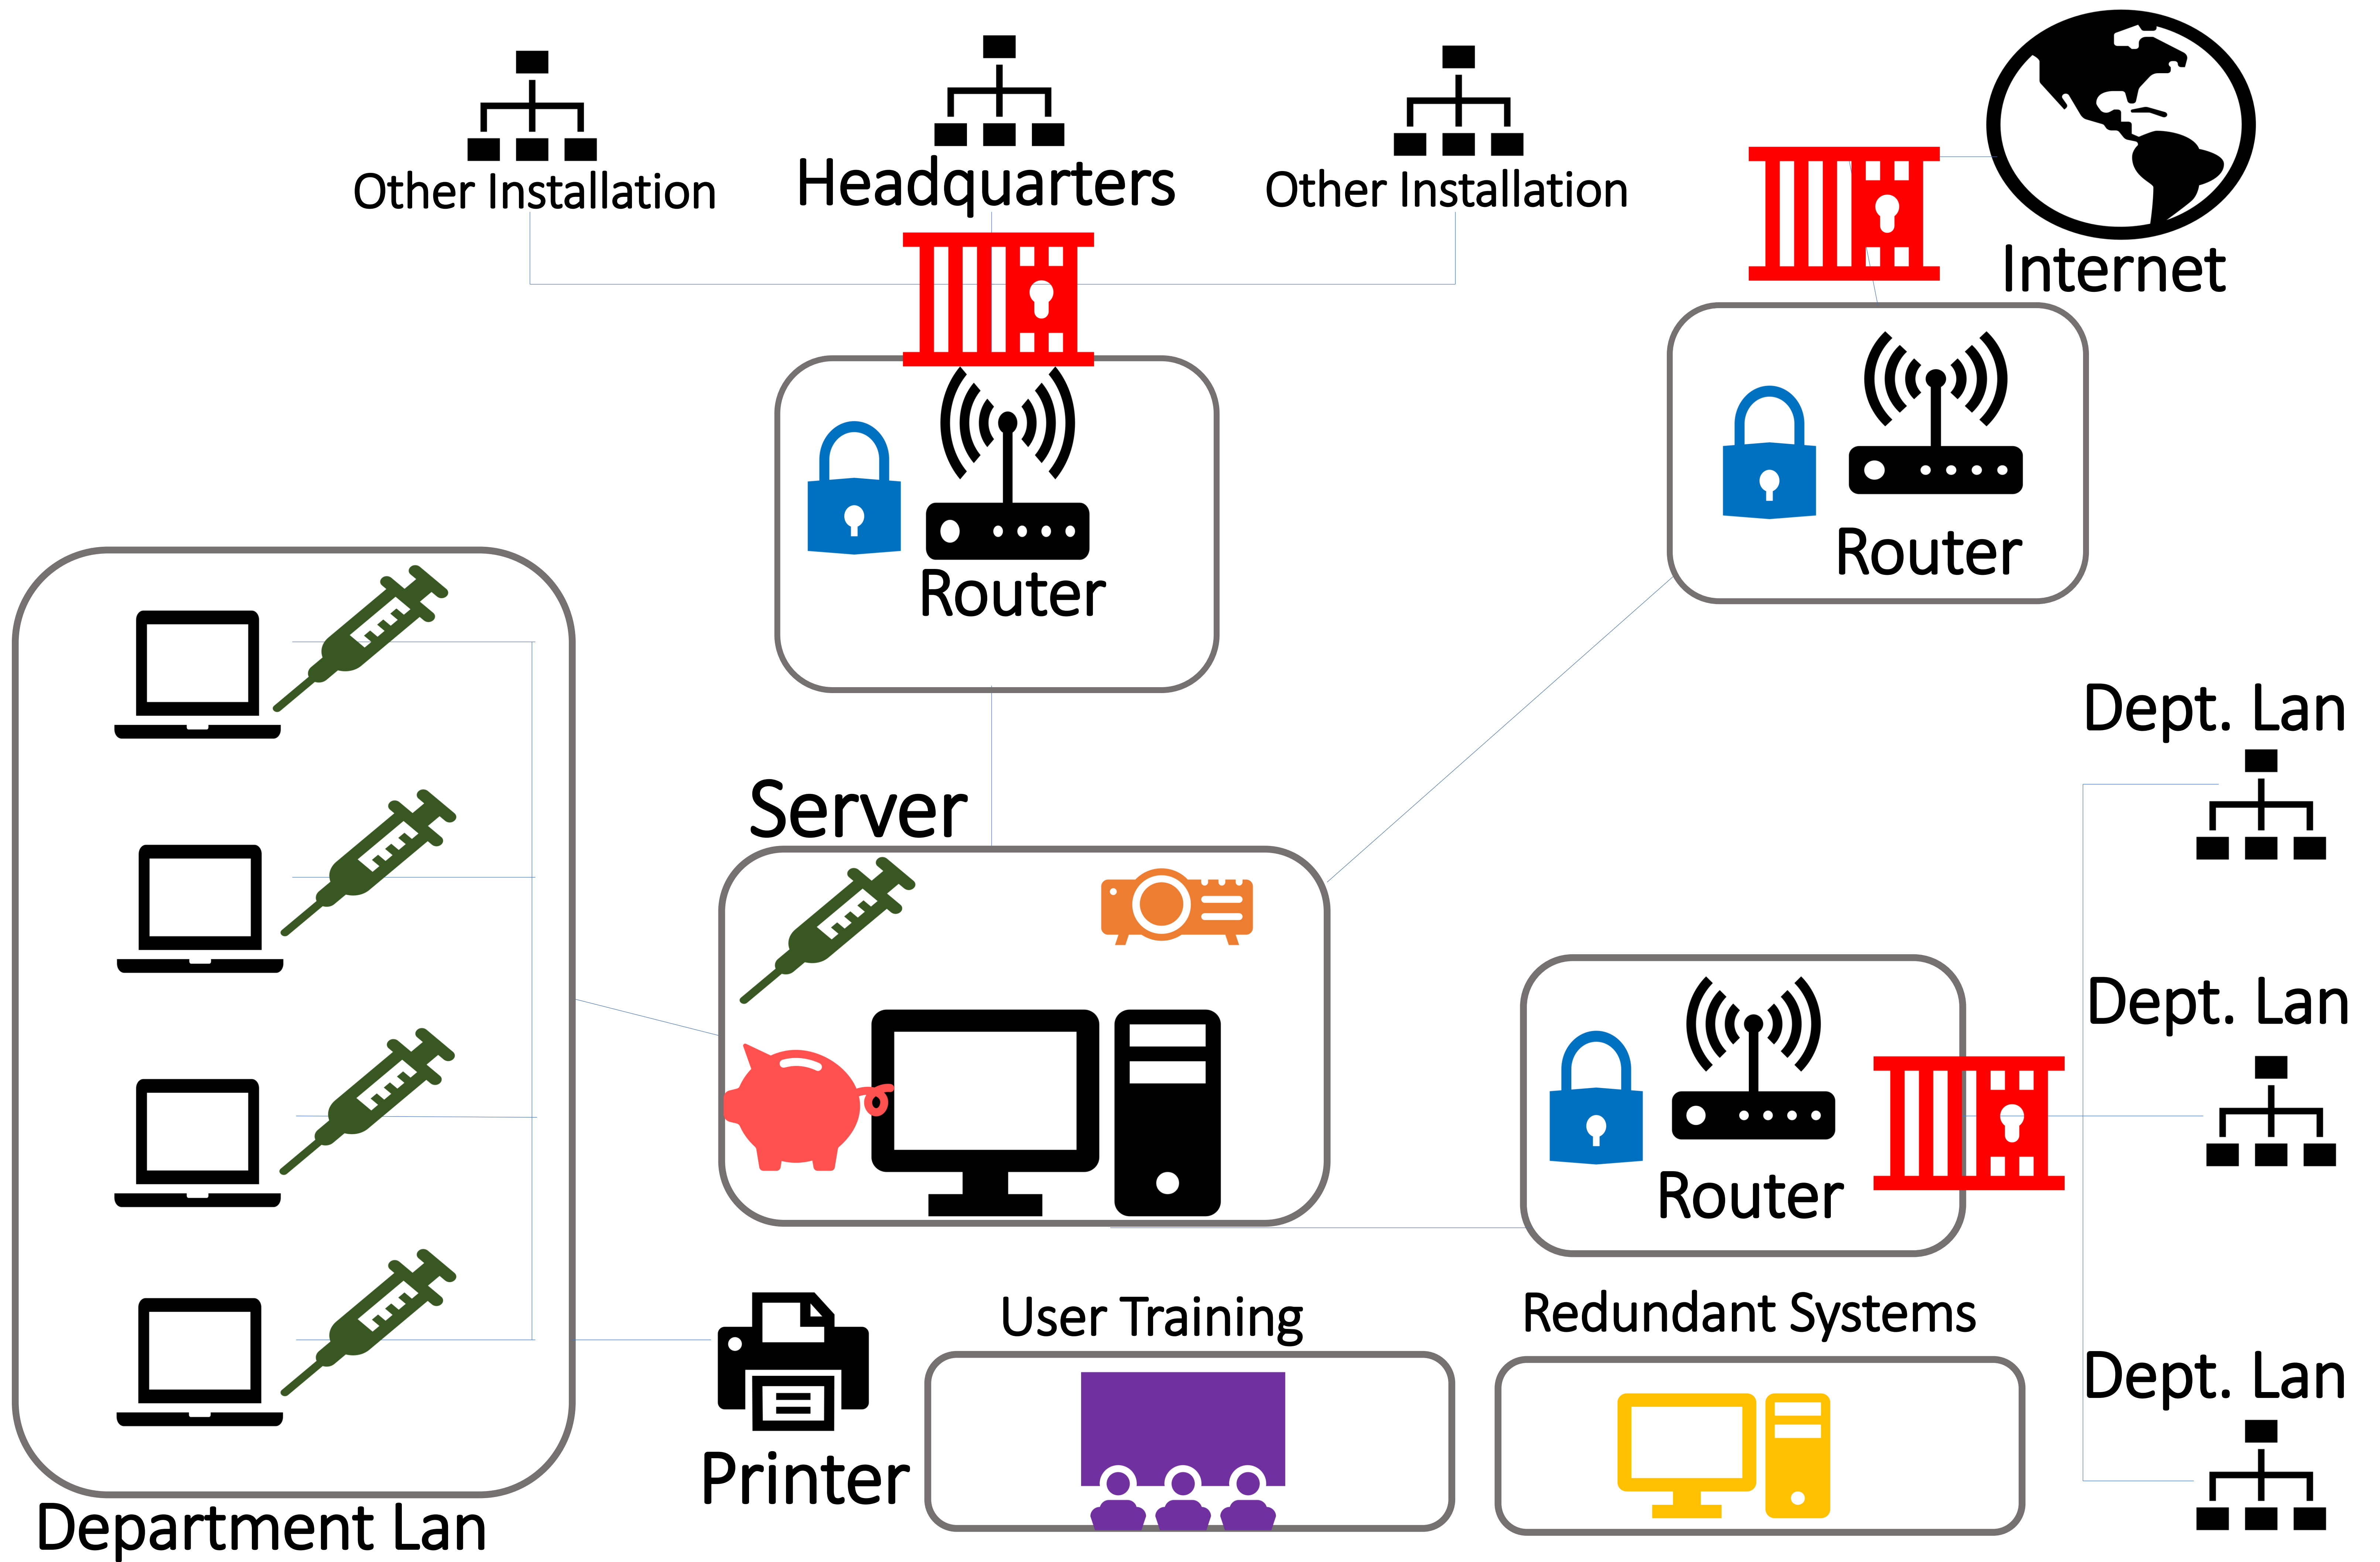 Other Installation
Headquarters
Other Installation
Internet
Router
Router
Dept. Lan
Server
Dept. Lan
Router
User Training
Redundant Systems
Dept. Lan
Printer
Department Lan